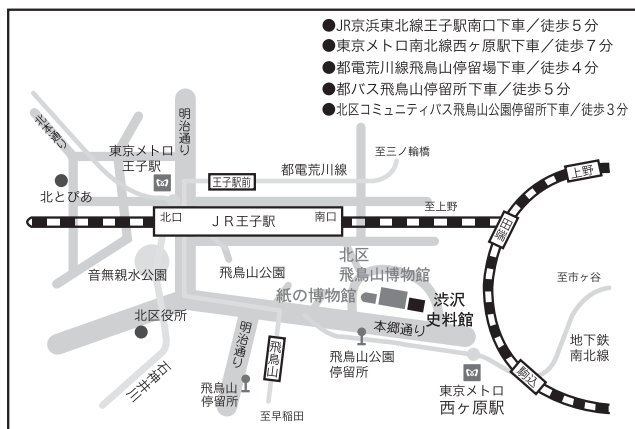 ●JR京浜東北線王子駅南口下車／徒歩５分
●東京メトロ南北線西ヶ原駅下車／徒歩７分
●都電荒川線飛鳥山停留場下車／徒歩４分
●都バス飛鳥山停留所下車／徒歩５分
●北区コミュニティバス飛鳥山公園停留所下車／徒歩３分
北本通り
明治通り
東京メトロ
王子駅
北とぴあ
王子駅前
都電荒川線
至三ノ輪橋
上野
至上野
北口
ＪＲ王子駅
南口
田端
音無親水公園
飛鳥山公園
北区
飛鳥山博物館
紙の博物館
渋沢
史料館
至市ヶ谷
北区役所
明治通り
飛鳥山
本郷通り
飛鳥山公園
停留所
地下鉄
南北線
石神井川
飛鳥山
停留所
至早稲田
駒込
東京メトロ
西ヶ原駅